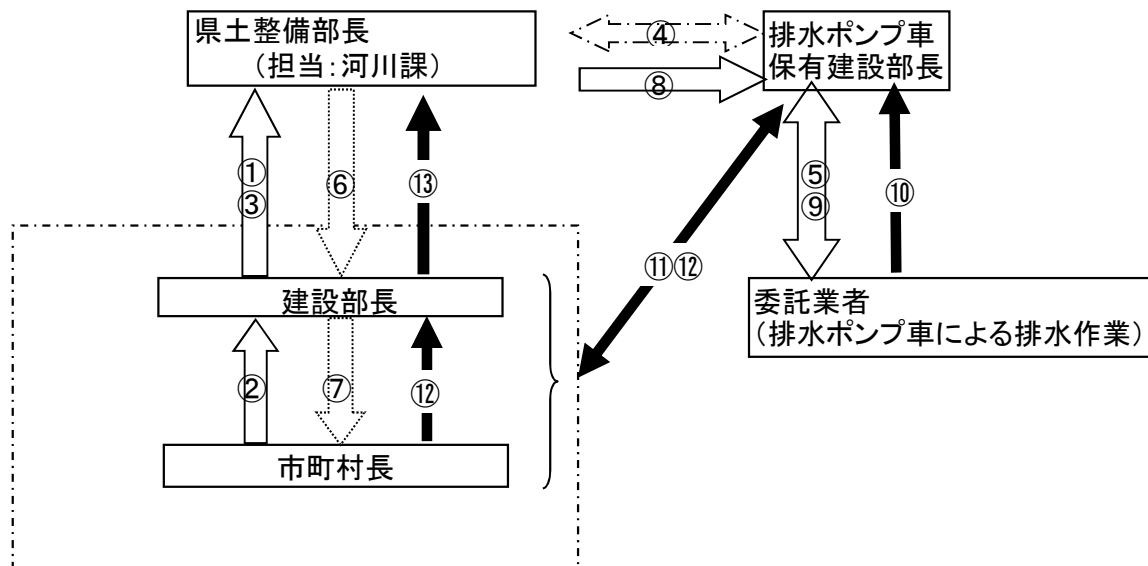 県土整備部長
（担当：河川課）
④
⑧
排水ポンプ車
保有建設部長
①
③
⑥
⑬
⑤
⑨
⑩
⑪⑫
建設部長
委託業者
（排水ポンプ車による排水作業）
②
⑦
⑫
市町村長